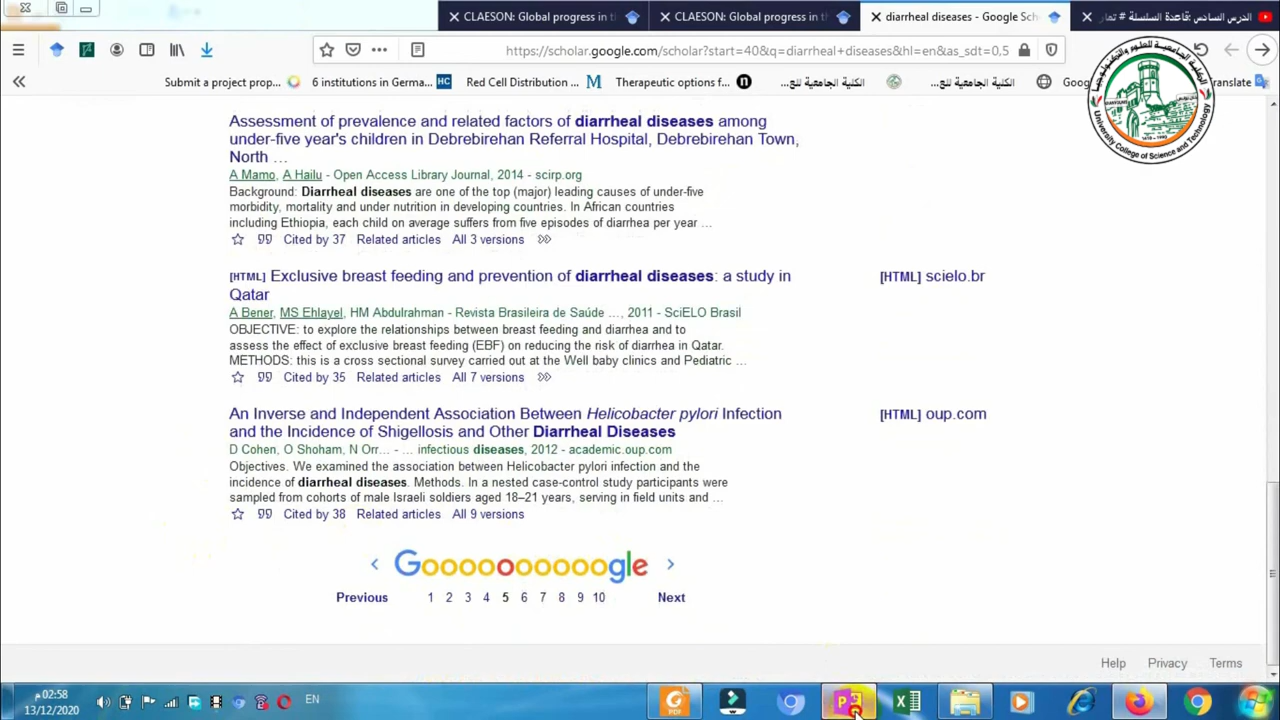 CLAESON: Global progress in t
CLAESON: Global progress in t
diarrheal diseases - Google Scho
الدرس السادس :قاعدة السلسلة # تمار
https://scholar.google.com/scholar?start=40&q=diarrheal+diseases&hl=en&as_sdt=0,5
Submit a project prop...
6 institutions in Germa...
HC
Red Cell Distribution ...
M
Therapeutic options f...
n
الكلية الجامعية للع...
الكلية الجامعية للع...
Goog
Translate
University College of Science and Technology
Assessment of prevalence and related factors of diarrheal diseases among
under-five year's children in Debrebirehan Referral Hospital, Debrebirehan Town,
North ...
A Mamo, A Hailu - Open Access Library Journal, 2014 - scirp.org
Background: Diarrheal diseases are one of the top (major) leading causes of under-five
morbidity, mortality and under nutrition in developing countries. In African countries
including Ethiopia, each child on average suffers from five episodes of diarrhea per year ...
Cited by 37 Related articles All 3 versions
[HTML] Exclusive breast feeding and prevention of diarrheal diseases: a study in
Qatar
[HTML] scielo.br
A Bener, MS Ehlayel, HM Abdulrahman - Revista Brasileira de Saúde ..., 2011 - SciELO Brasil
OBJECTIVE: to explore the relationships between breast feeding and diarrhea and to
assess the effect of exclusive breast feeding (EBF) on reducing the risk of diarrhea in Qatar.
METHODS: this is a cross sectional survey carried out at the Well baby clinics and Pediatric ...
Cited by 35 Related articles All 7 versions
An Inverse and Independent Association Between Helicobacter pylori Infection
and the Incidence of Shigellosis and Other Diarrheal Diseases
[HTML] oup.com
D Cohen, O Shoham, N Orr... - ... infectious diseases, 2012 - academic.oup.com
Objectives. We examined the association between Helicobacter pylori infection and the
incidence of diarrheal diseases. Methods. In a nested case-control study participants were
sampled from cohorts of male Israeli soldiers aged 18–21 years, serving in field units and ...
Cited by 38 Related articles All 9 versions
Goooooooooogle
Previous 1 2 3 4 5 6 7 8 9 10 Next
Help Privacy Terms
02:58 م
13/12/2020
EN
PDF